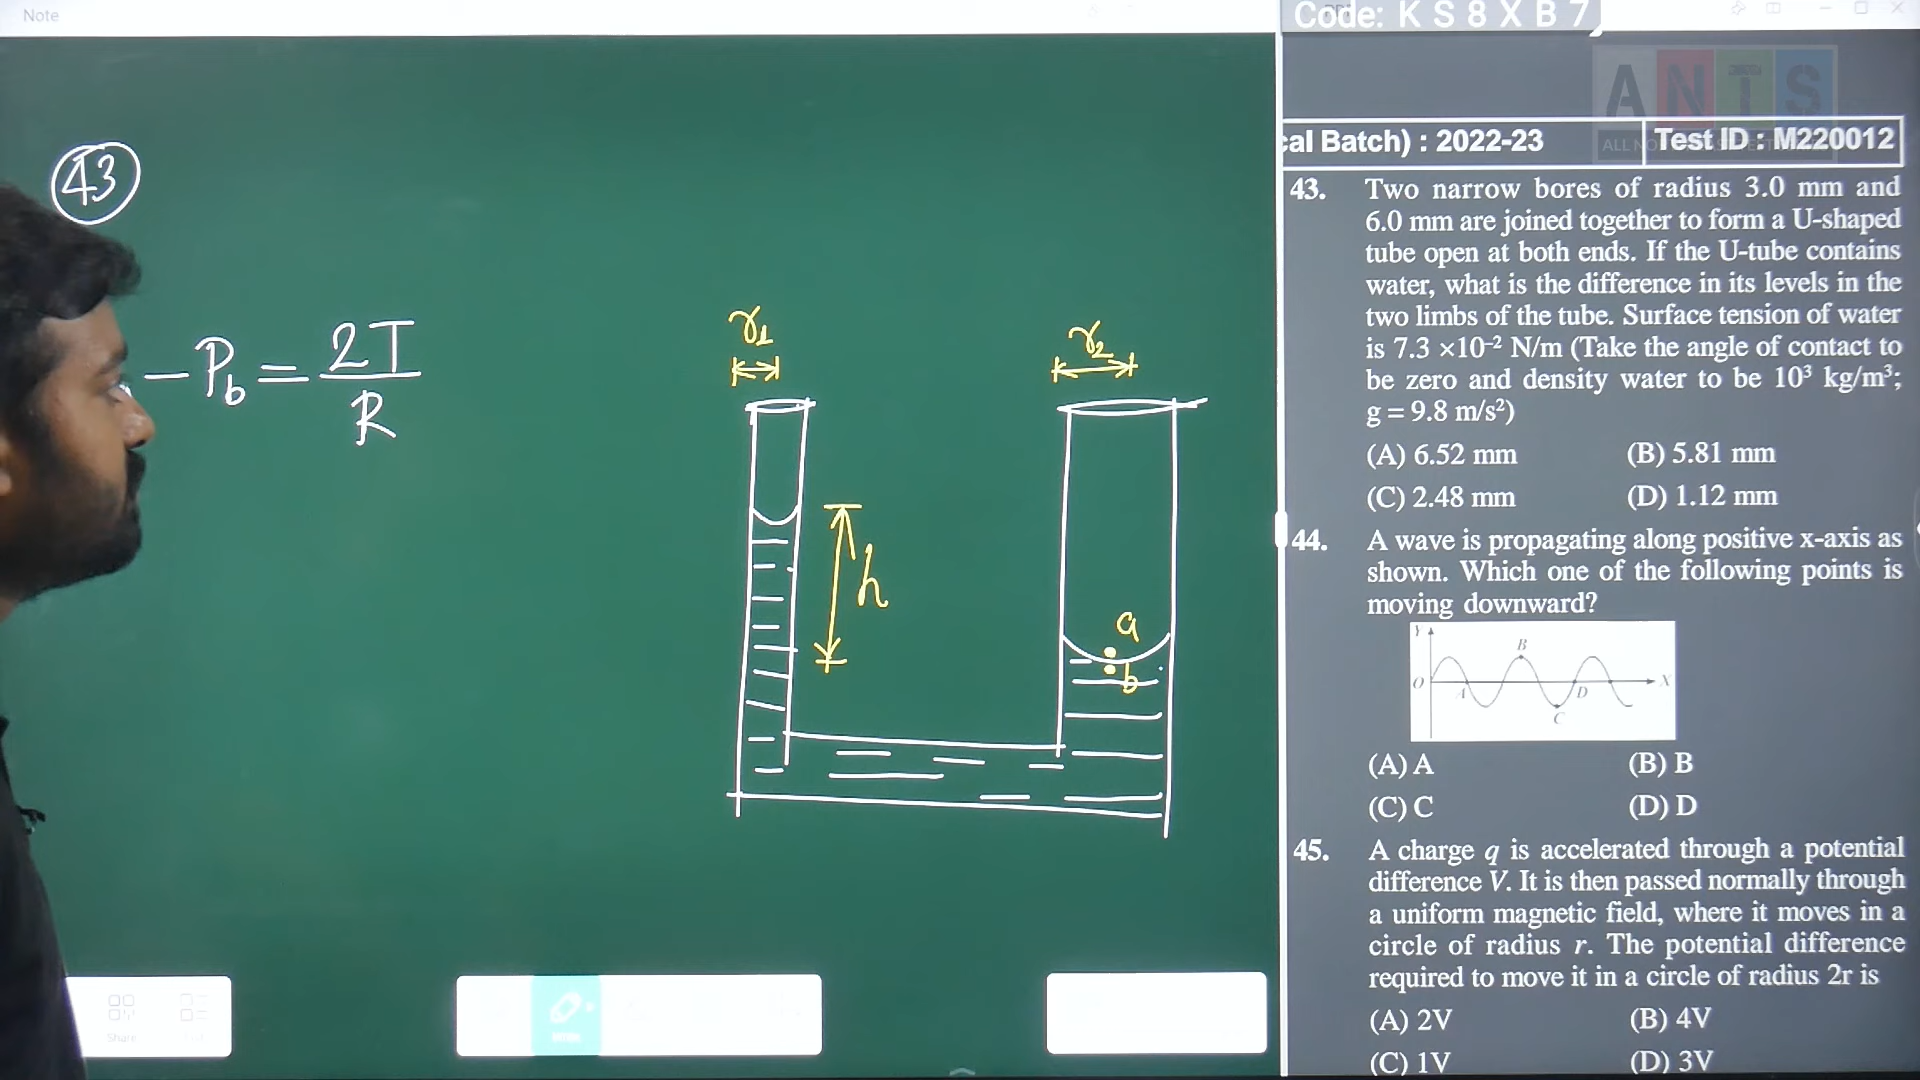 Note
Code: K S 8 X B 7
ANTS
cal Batch) : 2022-23
Test ID : M220012
43
– Pb = 2T
R
r1
r2
h
a
b
43. Two narrow bores of radius 3.0 mm and
6.0 mm are joined together to form a U-shaped
tube open at both ends. If the U-tube contains
water, what is the difference in its levels in the
two limbs of the tube. Surface tension of water
is 7.3 ×10⁻² N/m (Take the angle of contact to
be zero and density water to be 10³ kg/m³;
g = 9.8 m/s²)
(A) 6.52 mm (B) 5.81 mm
(C) 2.48 mm (D) 1.12 mm
44. A wave is propagating along positive x-axis as
shown. Which one of the following points is
moving downward?
Y
B
O A D X
C
(A) A (B) B
(C) C (D) D
45. A charge q is accelerated through a potential
difference V. It is then passed normally through
a uniform magnetic field, where it moves in a
circle of radius r. The potential difference
required to move it in a circle of radius 2r is
(A) 2V (B) 4V
(C) 1V (D) 3V
Share